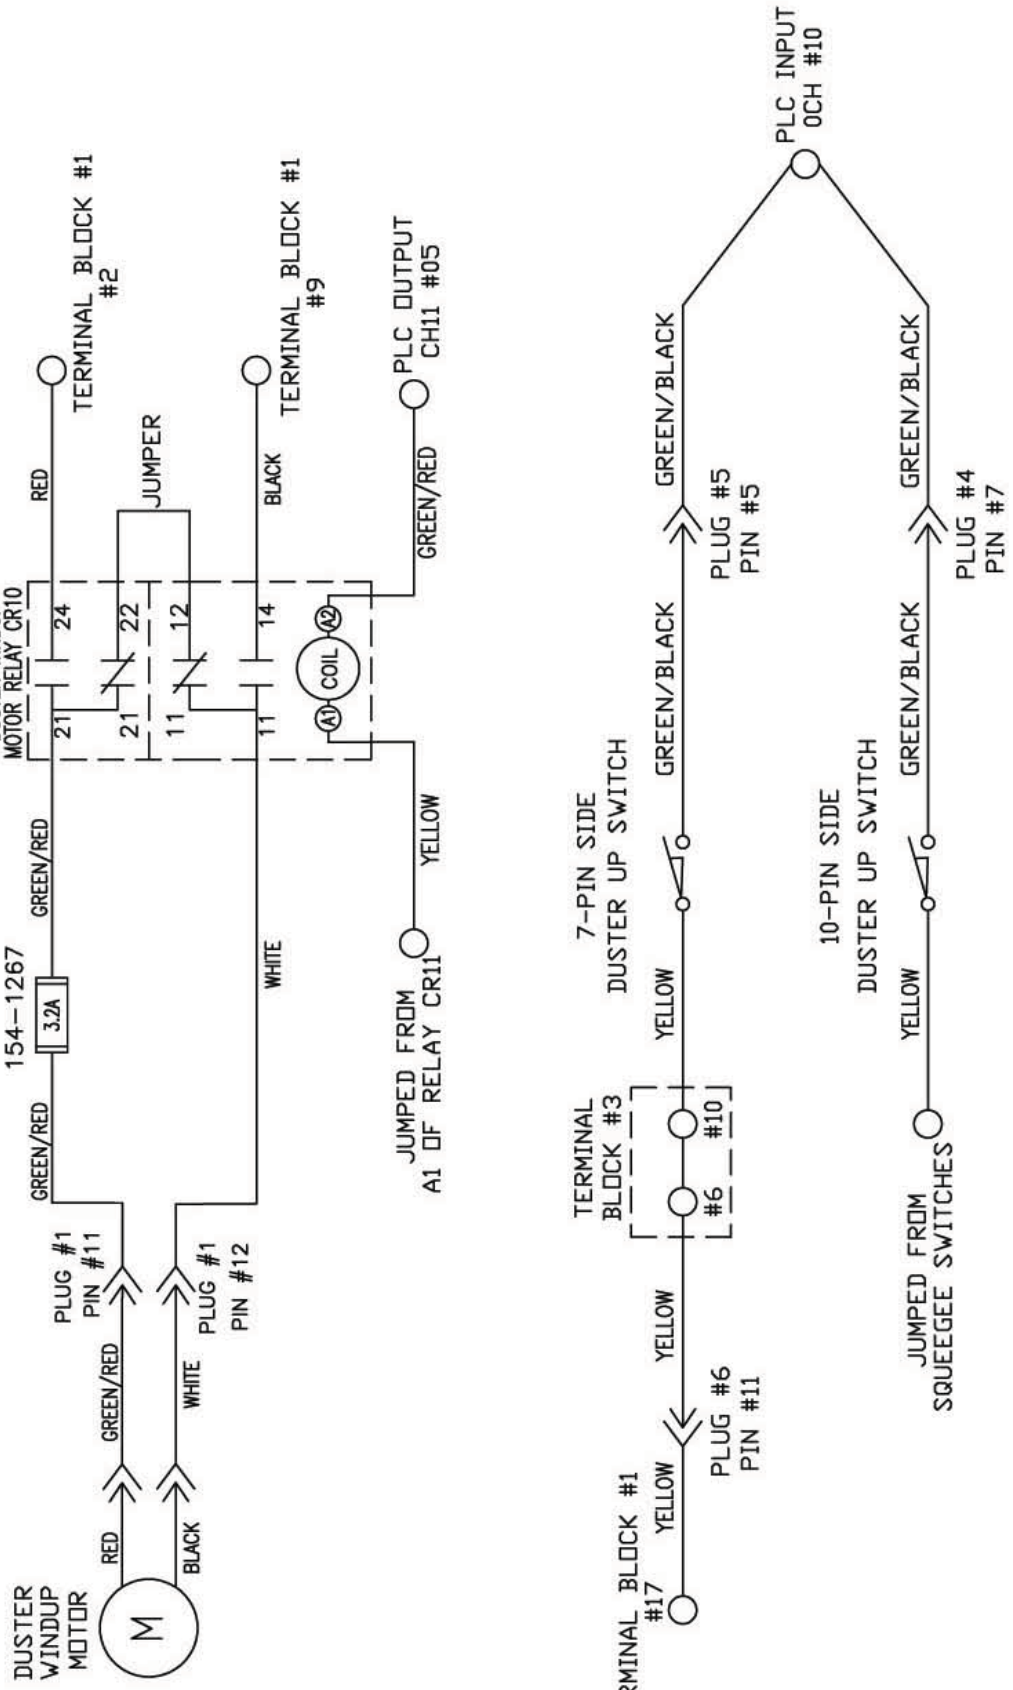 DUSTER
WINDUP
MOTOR
M
RED
BLACK
GREEN/RED
WHITE
PLUG #1
PIN #11
PLUG #1
PIN #12
GREEN/RED
154-1267
3.2A
GREEN/RED
WHITE
MOTOR RELAY CR10
21
24
21
22
11
12
11
14
A1
COIL
A2
JUMPER
RED
TERMINAL BLOCK #1
#2
BLACK
TERMINAL BLOCK #1
#9
GREEN/RED
PLC OUTPUT
CH11 #05
YELLOW
JUMPED FROM
A1 OF RELAY CR11
RMINAL BLOCK #1
#17
YELLOW
PLUG #6
PIN #11
YELLOW
TERMINAL
BLOCK #3
#6
#10
YELLOW
7-PIN SIDE
DUSTER UP SWITCH
GREEN/BLACK
PLUG #5
PIN #5
GREEN/BLACK
PLC INPUT
0CH #10
JUMPED FROM
SQUEEGEE SWITCHES
YELLOW
10-PIN SIDE
DUSTER UP SWITCH
GREEN/BLACK
PLUG #4
PIN #7
GREEN/BLACK